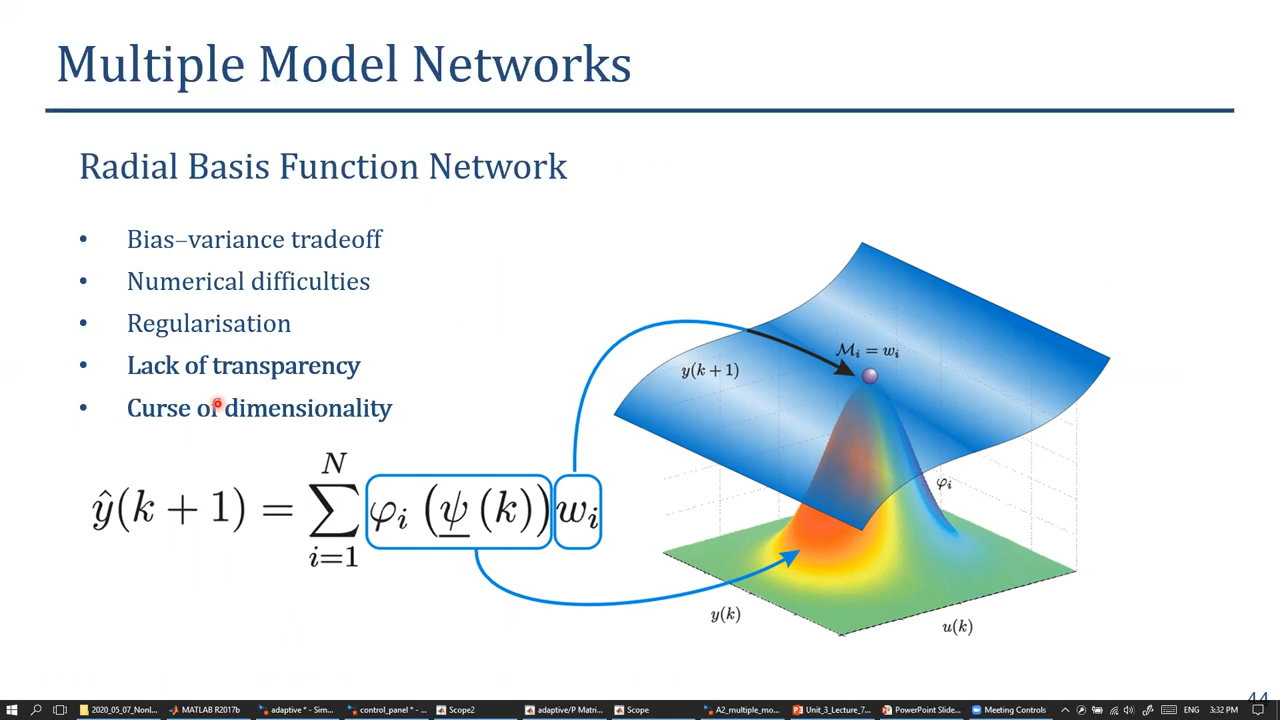 Multiple Model Networks
Radial Basis Function Network
• Bias–variance tradeoff
• Numerical difficulties
• Regularisation
• Lack of transparency
• Curse of dimensionality
ŷ(k + 1) = ∑ φᵢ (ψ (k)) wᵢ
N
i=1
ℳᵢ = wᵢ
y(k+1)
φᵢ
y(k)
u(k)
44
2020_05_07_Nonl...
MATLAB R2017b
adaptive * - Simu...
control_panel * - ...
Scope2
adaptive/P Matri...
Scope
A2_multiple_mo...
Unit_3_Lecture_7...
PowerPoint Slide...
Meeting Controls
ENG
3:32 PM